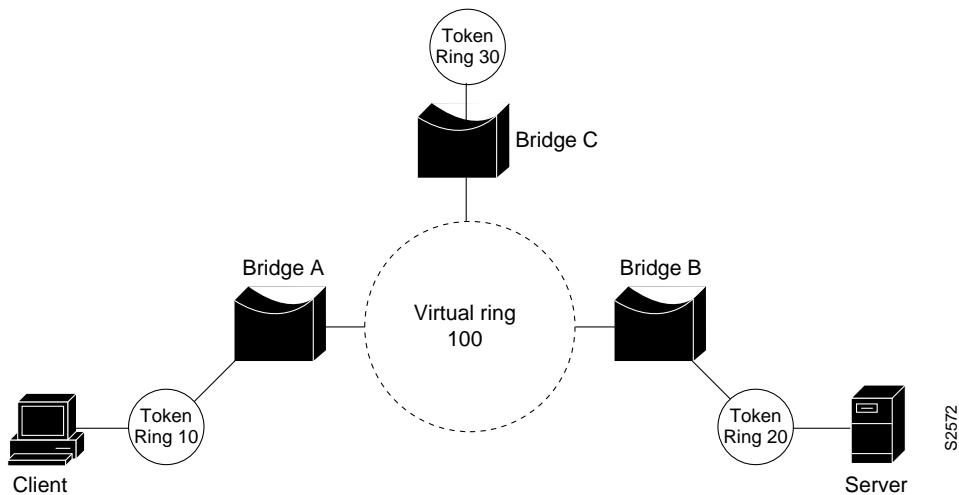 Token
Ring 30
Bridge C
Bridge A
Bridge B
Virtual ring
100
Token
Ring 10
Token
Ring 20
Client
Server
S2572